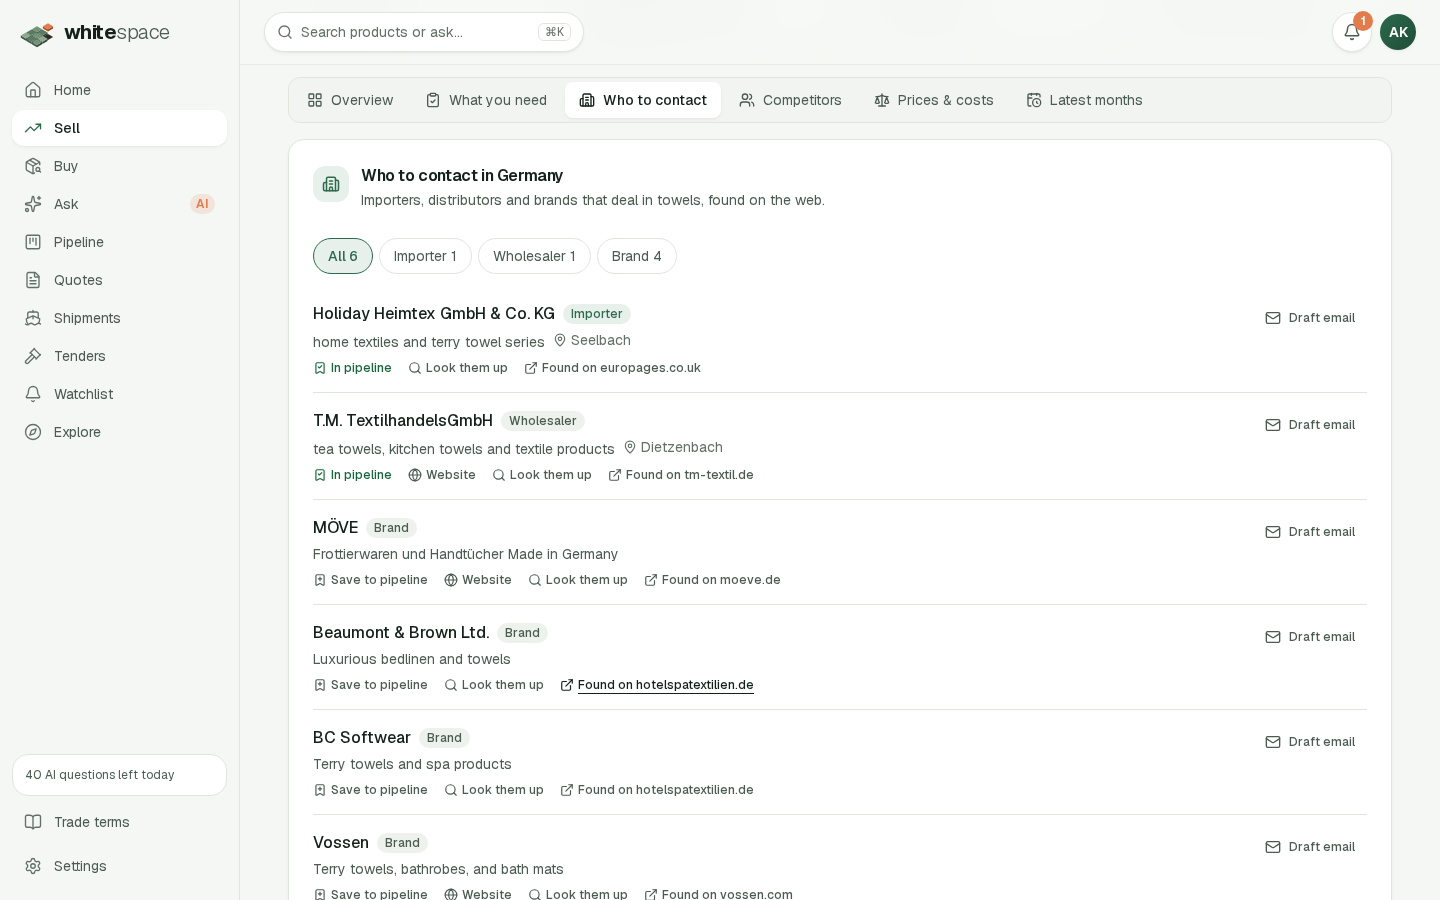 whitespace
Search products or ask...
⌘K
1
AK
Home
Sell
Buy
Ask
AI
Pipeline
Quotes
Shipments
Tenders
Watchlist
Explore
40 AI questions left today
Trade terms
Settings
Overview
What you need
Who to contact
Competitors
Prices & costs
Latest months
Who to contact in Germany
Importers, distributors and brands that deal in towels, found on the web.
All 6
Importer 1
Wholesaler 1
Brand 4
Holiday Heimtex GmbH & Co. KG Importer
Draft email
home textiles and terry towel series Seelbach
In pipeline Look them up Found on europages.co.uk
T.M. TextilhandelsGmbH Wholesaler
Draft email
tea towels, kitchen towels and textile products Dietzenbach
In pipeline Website Look them up Found on tm-textil.de
MÖVE Brand
Draft email
Frottierwaren und Handtücher Made in Germany
Save to pipeline Website Look them up Found on moeve.de
Beaumont & Brown Ltd. Brand
Draft email
Luxurious bedlinen and towels
Save to pipeline Look them up Found on hotelspatextilien.de
BC Softwear Brand
Draft email
Terry towels and spa products
Save to pipeline Look them up Found on hotelspatextilien.de
Vossen Brand
Draft email
Terry towels, bathrobes, and bath mats
Save to pipeline Website Look them up Found on vossen.com